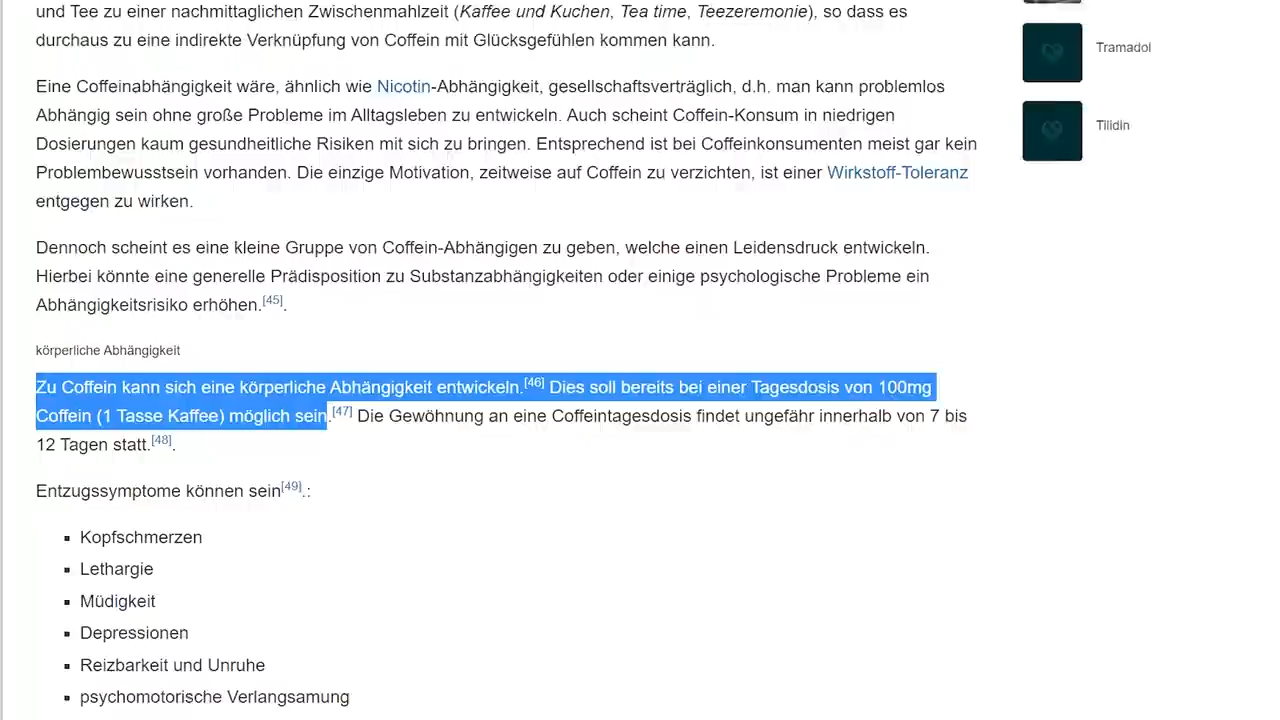 und Tee zu einer nachmittaglichen Zwischenmahlzeit (Kaffee und Kuchen, Tea time, Teezeremonie), so dass es
durchaus zu eine indirekte Verknüpfung von Coffein mit Glücksgefühlen kommen kann.
Eine Coffeinabhängigkeit wäre, ähnlich wie Nicotin-Abhängigkeit, gesellschaftsverträglich, d.h. man kann problemlos
Abhängig sein ohne große Probleme im Alltagsleben zu entwickeln. Auch scheint Coffein-Konsum in niedrigen
Dosierungen kaum gesundheitliche Risiken mit sich zu bringen. Entsprechend ist bei Coffeinkonsumenten meist gar kein
Problembewusstsein vorhanden. Die einzige Motivation, zeitweise auf Coffein zu verzichten, ist einer Wirkstoff-Toleranz
entgegen zu wirken.
Dennoch scheint es eine kleine Gruppe von Coffein-Abhängigen zu geben, welche einen Leidensdruck entwickeln.
Hierbei könnte eine generelle Prädisposition zu Substanzabhängigkeiten oder einige psychologische Probleme ein
Abhängigkeitsrisiko erhöhen.[45].
körperliche Abhängigkeit
Zu Coffein kann sich eine körperliche Abhängigkeit entwickeln.[46] Dies soll bereits bei einer Tagesdosis von 100mg
Coffein (1 Tasse Kaffee) möglich sein.[47] Die Gewöhnung an eine Coffeintagesdosis findet ungefähr innerhalb von 7 bis
12 Tagen statt.[48].
Entzugssymptome können sein[49].:
Kopfschmerzen
Lethargie
Müdigkeit
Depressionen
Reizbarkeit und Unruhe
psychomotorische Verlangsamung
Tramadol
Tilidin